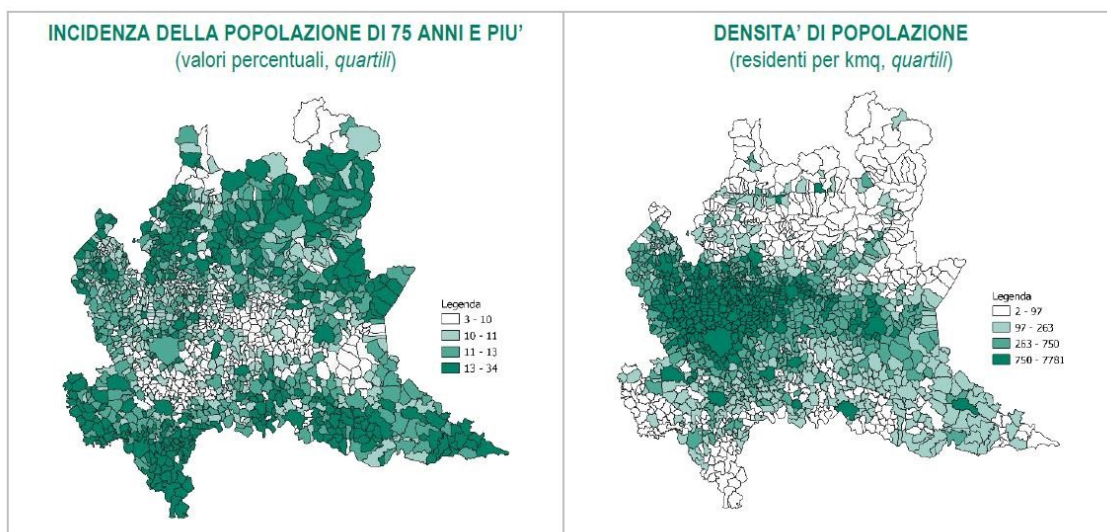 INCIDENZA DELLA POPOLAZIONE DI 75 ANNI E PIU'
(valori percentuali, quartili)
Legenda
3 - 10
10 - 11
11 - 13
13 - 34
DENSITA' DI POPOLAZIONE
(residenti per kmq, quartili)
Legenda
2 - 97
97 - 263
263 - 750
750 - 7781